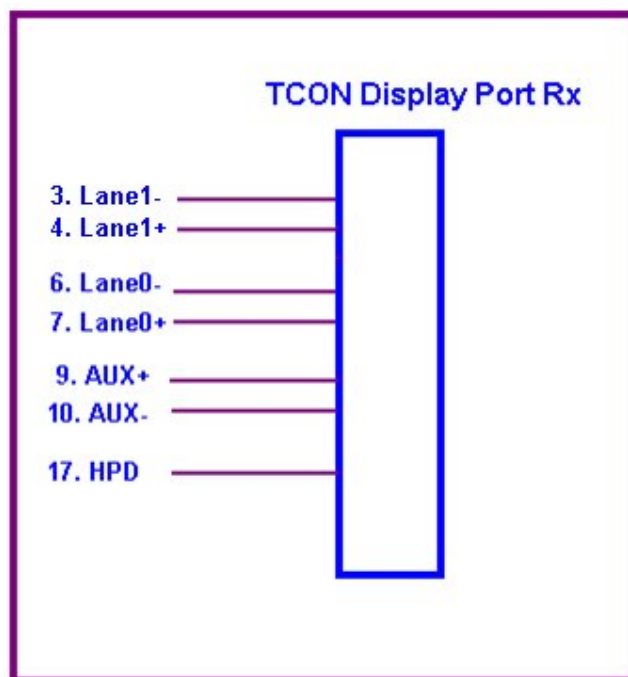 TCON Display Port Rx
3. Lane1-
4. Lane1+
6. Lane0-
7. Lane0+
9. AUX+
10. AUX-
17. HPD